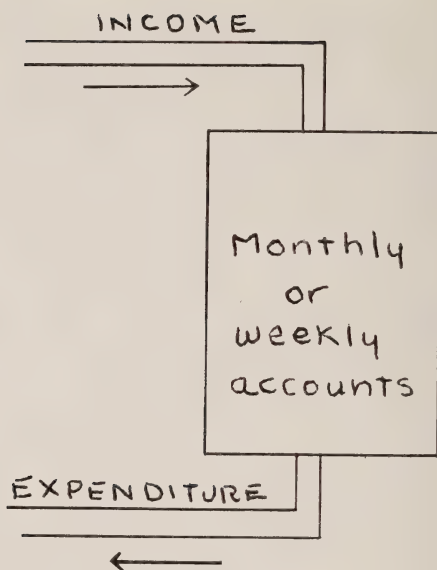 INCOME
Monthly
or
weekly
accounts
EXPENDITURE